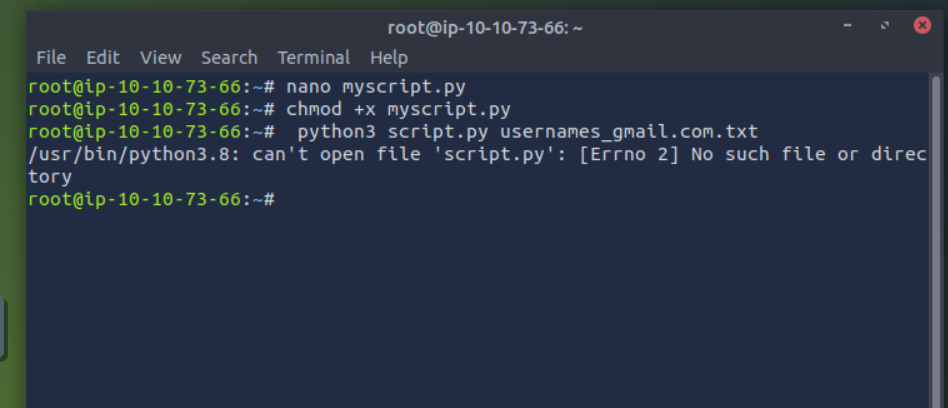 root@ip-10-10-73-66: ~
File Edit View Search Terminal Help
root@ip-10-10-73-66:~# nano myscript.py
root@ip-10-10-73-66:~# chmod +x myscript.py
root@ip-10-10-73-66:~#  python3 script.py usernames_gmail.com.txt
/usr/bin/python3.8: can't open file 'script.py': [Errno 2] No such file or direc
tory
root@ip-10-10-73-66:~#